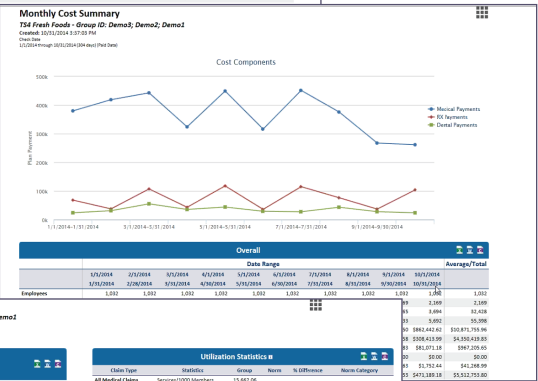 Monthly Cost Summary
TS4 Fresh Foods - Group ID: Demo3; Demo2; Demo1
Created: 10/31/2014 3:57:03 PM
Check Date
1/1/2014 through 10/31/2014 (304 days) (Paid Date)
Cost Components
500k
400k
300k
200k
100k
0k
Plan Payment
Medical Payments
RX Payments
Dental Payments
1/1/2014-1/31/2014 3/1/2014-3/31/2014 5/1/2014-5/31/2014 7/1/2014-7/31/2014 9/1/2014-9/30/2014
Overall
Date Range Average/Total
1/1/2014 2/1/2014 3/1/2014 4/1/2014 5/1/2014 6/1/2014 7/1/2014 8/1/2014 9/1/2014 10/1/2014
1/31/2014 2/28/2014 3/31/2014 4/30/2014 5/31/2014 6/30/2014 7/31/2014 8/31/2014 9/30/2014 10/31/2014
Employees 1,032 1,032 1,032 1,032 1,032 1,032 1,032 1,032 1,032 1,032 1,032
69 2,169 2,169
65 3,694 32,428
33 5,692 55,398
50 $862,442.62 $10,871,755.96
58 $308,413.99 $4,350,419.83
$81,071.18 $967,205.65
$0.00 $0.00
63 $1,744.44 $41,268.99
53 $471,189.18 $5,512,753.80
emo1
Utilization Statistics
Claim Type Statistics Group Norm % Difference Norm Category
All Medical Claims Services/1000 Members 15,662.06